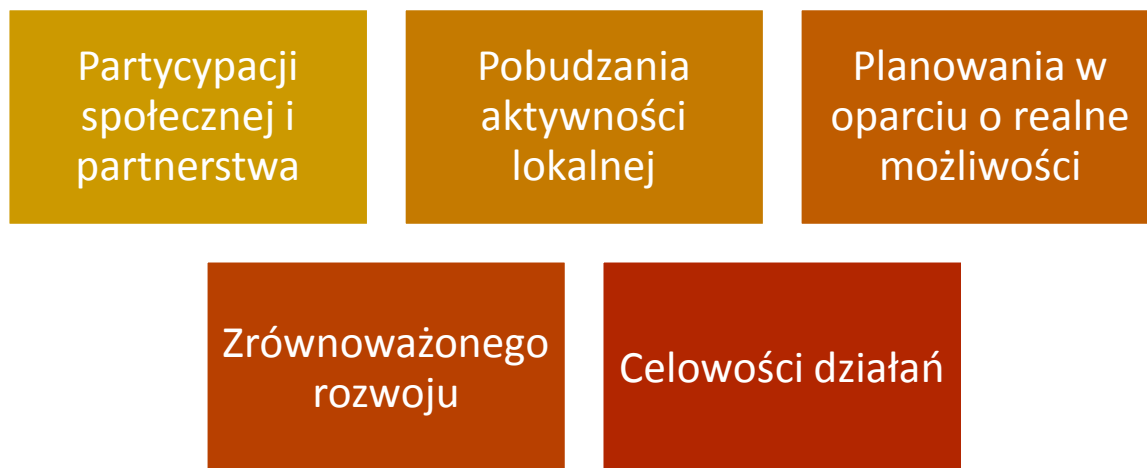 Partycypacji
społecznej i
partnerstwa
Pobudzania
aktywności
lokalnej
Planowania w
oparciu o realne
możliwości
Zrównoważonego
rozwoju
Celowości działań